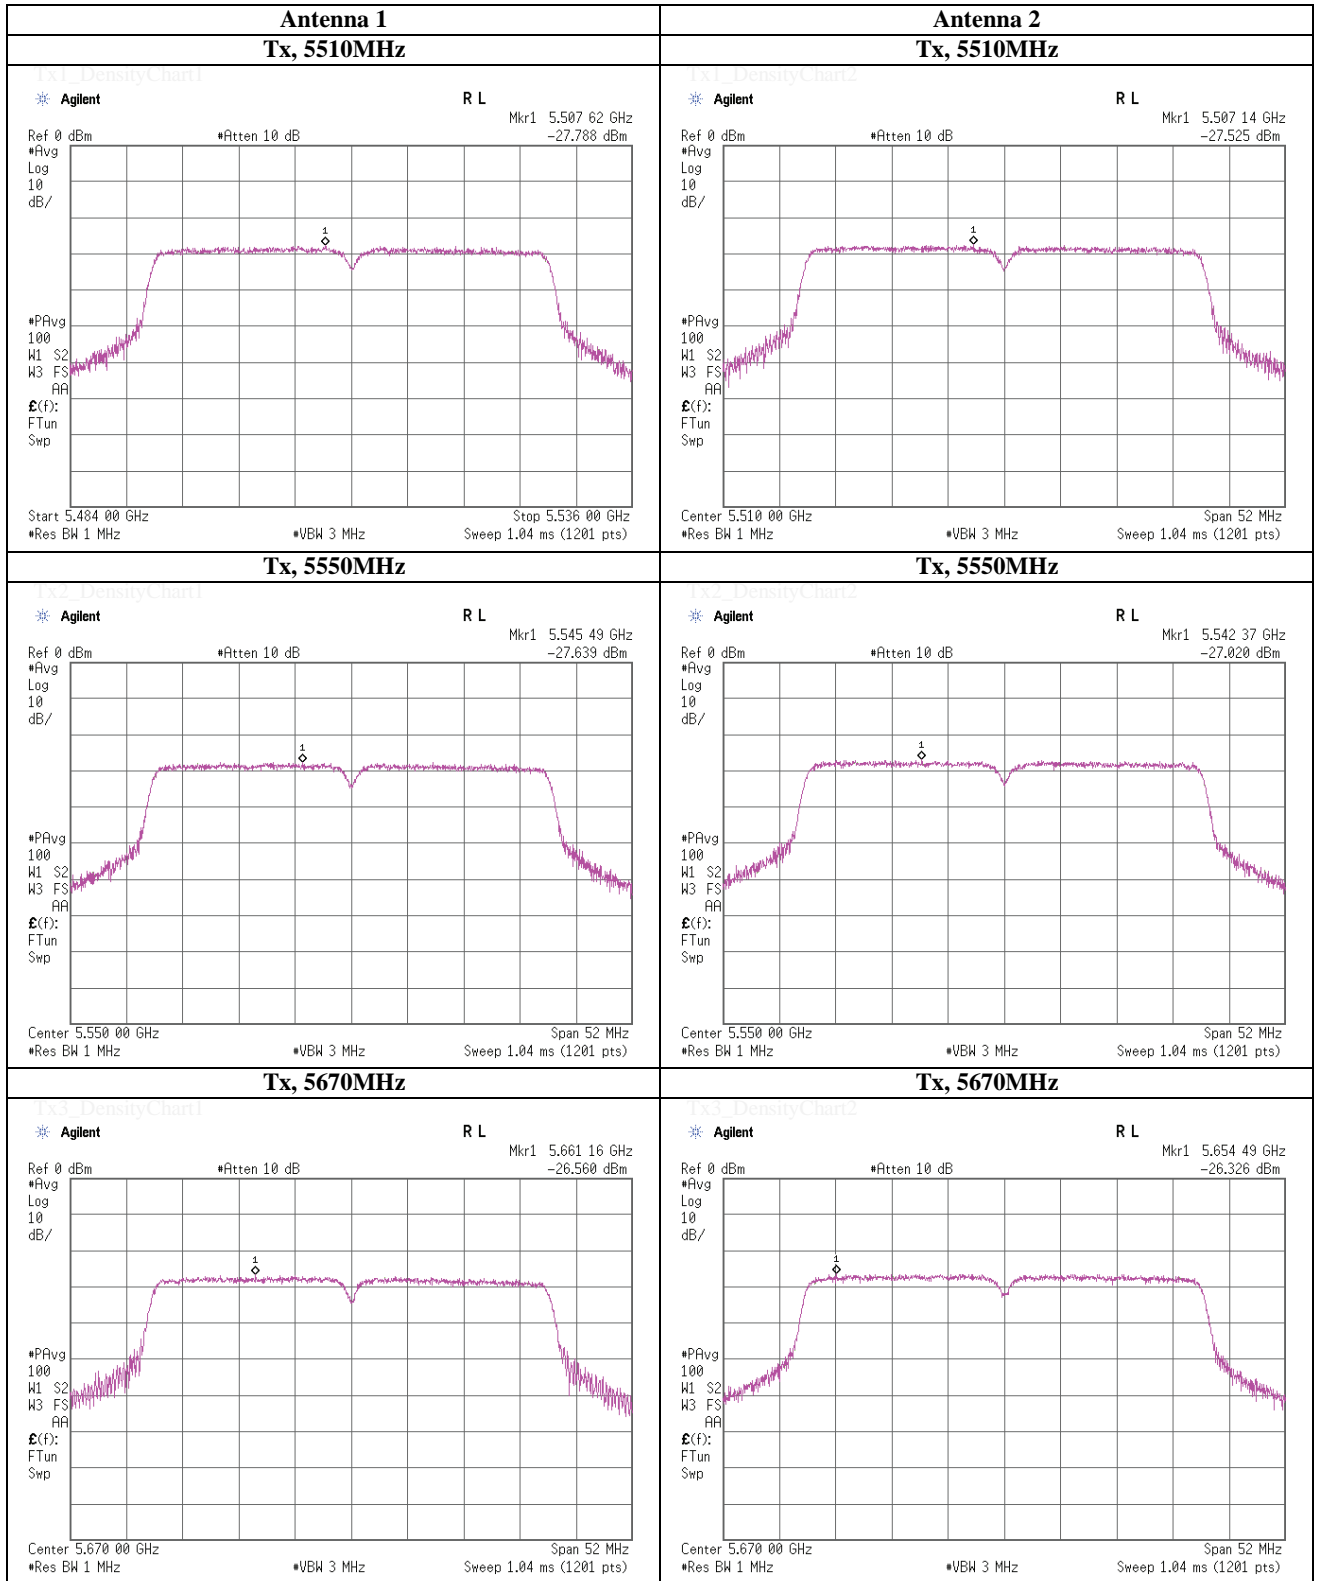 Antenna 1
Antenna 2
Tx, 5510MHz
Tx, 5510MHz
Tx1_DensityChart1
Agilent
R L
Mkr1 5.507 62 GHz
Ref 0 dBm
#Atten 10 dB
-27.788 dBm
#Avg
Log
10
dB/
1
#PAvg
100
W1 S2
W3 FS
AA
£(f):
FTun
Swp
Start 5.484 00 GHz
Stop 5.536 00 GHz
#Res BW 1 MHz
#VBW 3 MHz
Sweep 1.04 ms (1201 pts)
Tx1_DensityChart2
Agilent
R L
Mkr1 5.507 14 GHz
Ref 0 dBm
#Atten 10 dB
-27.525 dBm
#Avg
Log
10
dB/
1
#PAvg
100
W1 S2
W3 FS
AA
£(f):
FTun
Swp
Center 5.510 00 GHz
Span 52 MHz
#Res BW 1 MHz
#VBW 3 MHz
Sweep 1.04 ms (1201 pts)
Tx, 5550MHz
Tx, 5550MHz
Tx2_DensityChart1
Agilent
R L
Mkr1 5.545 49 GHz
Ref 0 dBm
#Atten 10 dB
-27.639 dBm
#Avg
Log
10
dB/
1
#PAvg
100
W1 S2
W3 FS
AA
£(f):
FTun
Swp
Center 5.550 00 GHz
Span 52 MHz
#Res BW 1 MHz
#VBW 3 MHz
Sweep 1.04 ms (1201 pts)
Tx2_DensityChart2
Agilent
R L
Mkr1 5.542 37 GHz
Ref 0 dBm
#Atten 10 dB
-27.020 dBm
#Avg
Log
10
dB/
1
#PAvg
100
W1 S2
W3 FS
AA
£(f):
FTun
Swp
Center 5.550 00 GHz
Span 52 MHz
#Res BW 1 MHz
#VBW 3 MHz
Sweep 1.04 ms (1201 pts)
Tx, 5670MHz
Tx, 5670MHz
Tx3_DensityChart1
Agilent
R L
Mkr1 5.661 16 GHz
Ref 0 dBm
#Atten 10 dB
-26.560 dBm
#Avg
Log
10
dB/
1
#PAvg
100
W1 S2
W3 FS
AA
£(f):
FTun
Swp
Center 5.670 00 GHz
Span 52 MHz
#Res BW 1 MHz
#VBW 3 MHz
Sweep 1.04 ms (1201 pts)
Tx3_DensityChart2
Agilent
R L
Mkr1 5.654 49 GHz
Ref 0 dBm
#Atten 10 dB
-26.326 dBm
#Avg
Log
10
dB/
1
#PAvg
100
W1 S2
W3 FS
AA
£(f):
FTun
Swp
Center 5.670 00 GHz
Span 52 MHz
#Res BW 1 MHz
#VBW 3 MHz
Sweep 1.04 ms (1201 pts)